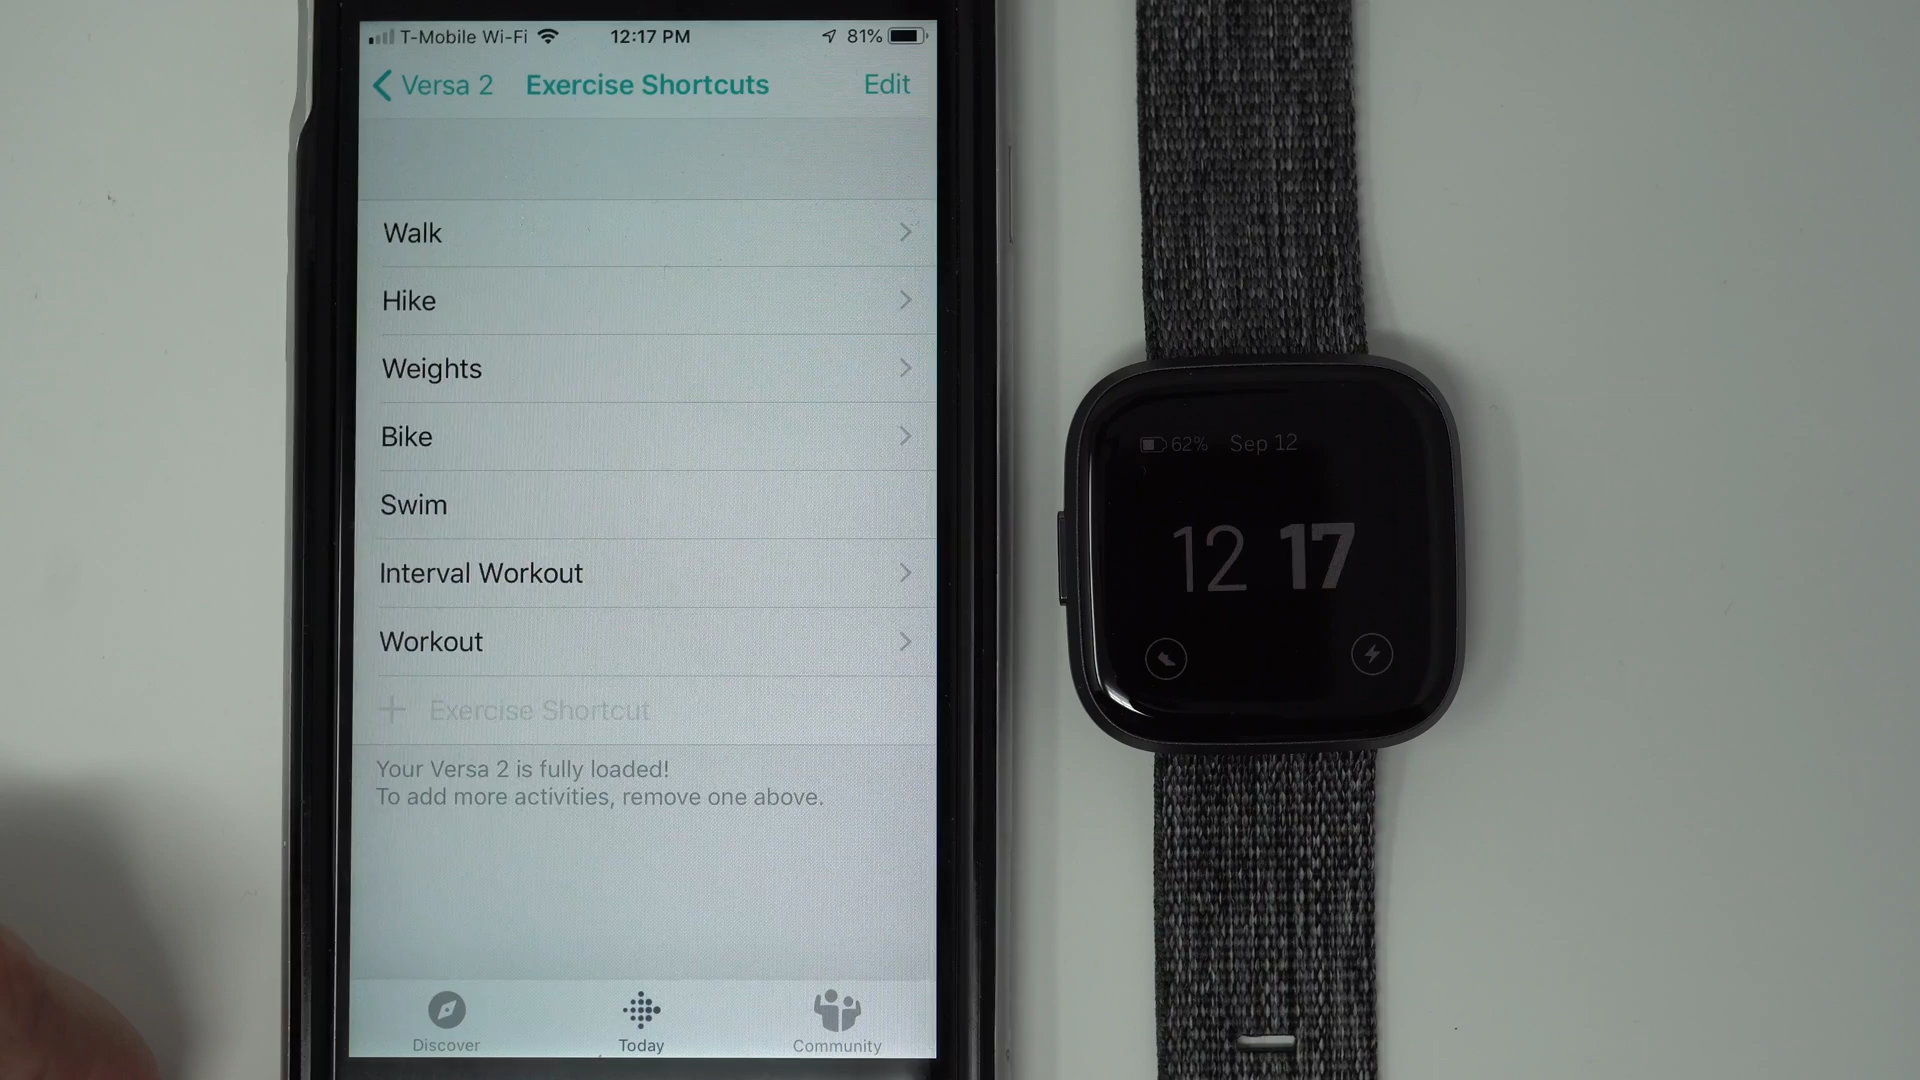 T-Mobile Wi-Fi 12:17 PM 81%
Versa 2 Exercise Shortcuts Edit
Walk
Hike
Weights
Bike
Swim
Interval Workout
Workout
+ Exercise Shortcut
Your Versa 2 is fully loaded!
To add more activities, remove one above.
Discover Today Community
62% Sep 12
12 17